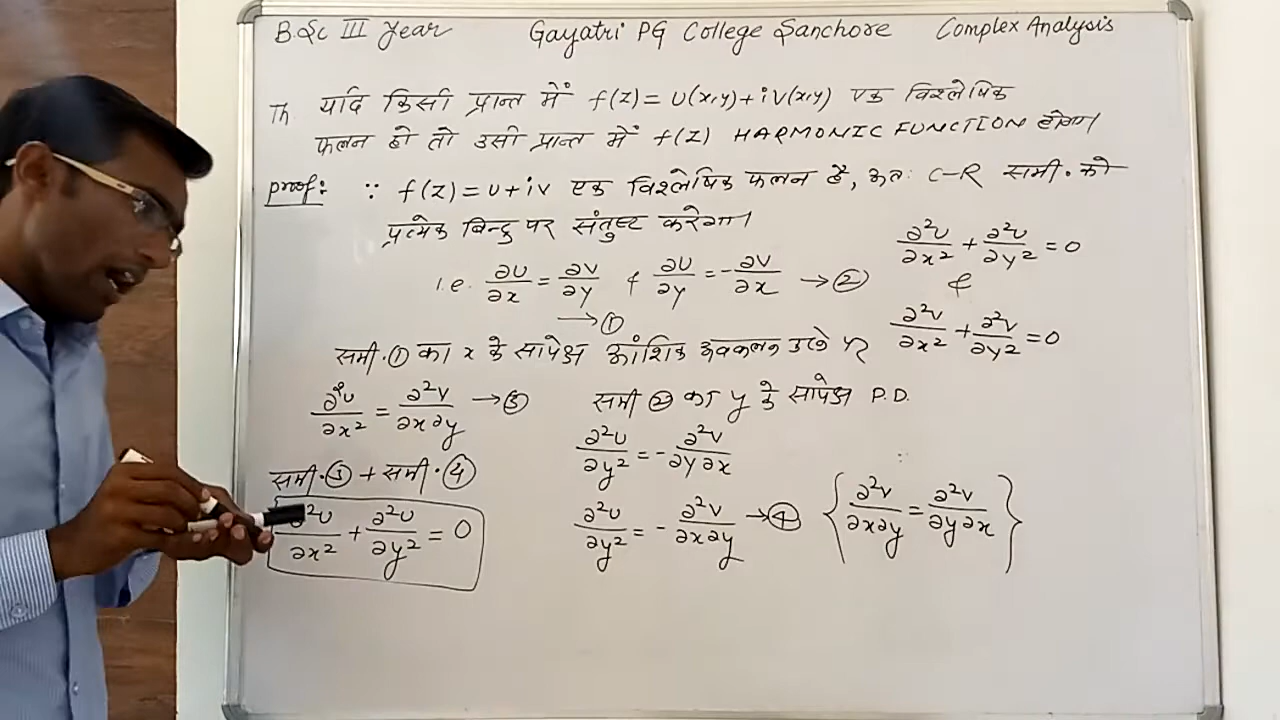 B.Sc III Year Gayatri PG College Sanchore Complex Analysis
Th. यदि किसी प्रान्त में f(z) = U(x,y)+iV(x,y) एक विश्लेषिक
फलन हो तो उसी प्रान्त में f(z) HARMONIC FUNCTION होगा।
Proof: ∵ f(z) = U+iV एक विश्लेषिक फलन है, अतः C-R समी. को
प्रत्येक बिन्दु पर संतुष्ट करेगा।
i.e. ∂U/∂x = ∂V/∂y & ∂U/∂y = -∂V/∂x → ②
→ ①
∂²U/∂x² + ∂²U/∂y² = 0
&
∂²V/∂x² + ∂²V/∂y² = 0
समी. ① का x के सापेक्ष आंशिक अवकलन करने पर
∂²U/∂x² = ∂²V/∂x∂y → ③
समी ② का y के सापेक्ष P.D.
∂²U/∂y² = -∂²V/∂y∂x
∂²U/∂y² = -∂²V/∂x∂y → ④ {∂²V/∂x∂y = ∂²V/∂y∂x}
समी. ③ + समी. ④
∂²U/∂x² + ∂²U/∂y² = 0